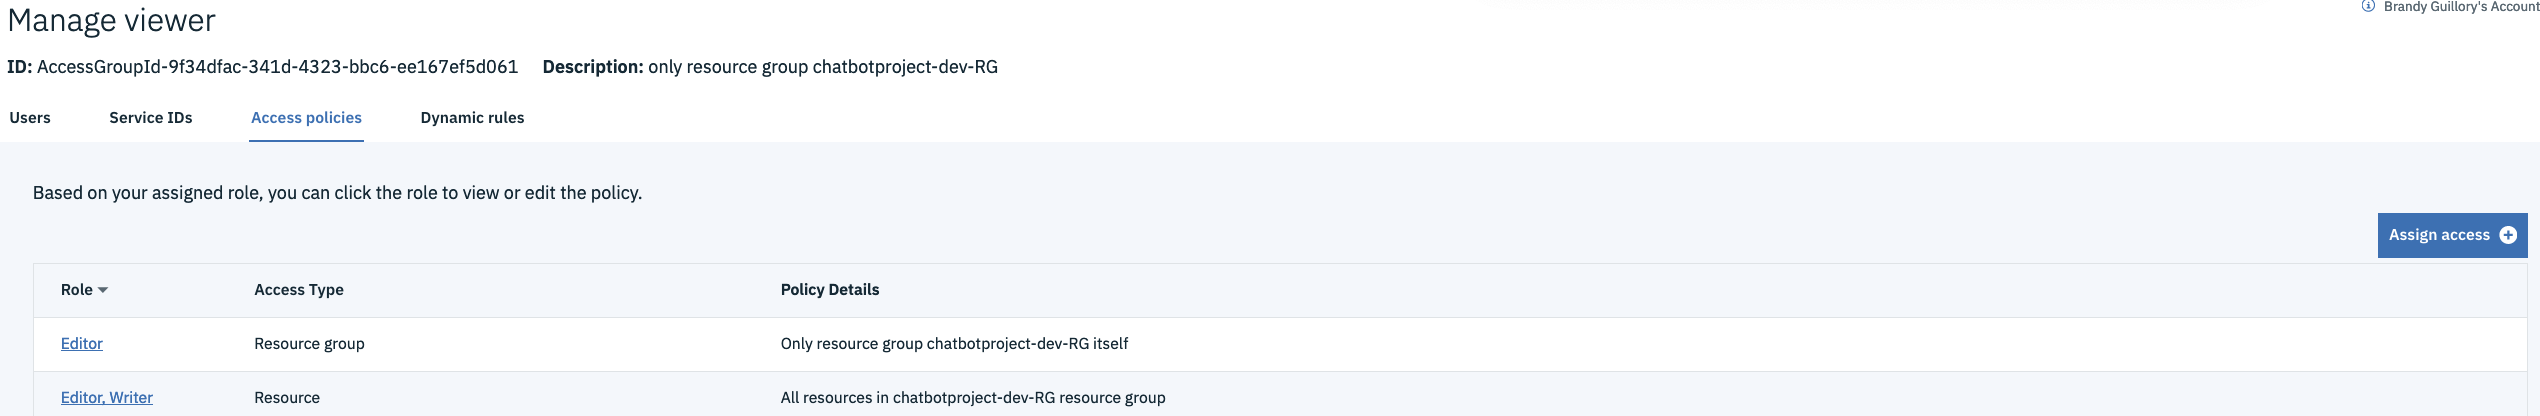 Manage viewer
Brandy Guillory's Account
ID: AccessGroupId-9f34dfac-341d-4323-bbc6-ee167ef5d061 Description: only resource group chatbotproject-dev-RG
Users Service IDs Access policies Dynamic rules
Based on your assigned role, you can click the role to view or edit the policy.
Assign access
Role Access Type Policy Details
Editor Resource group Only resource group chatbotproject-dev-RG itself
Editor, Writer Resource All resources in chatbotproject-dev-RG resource group